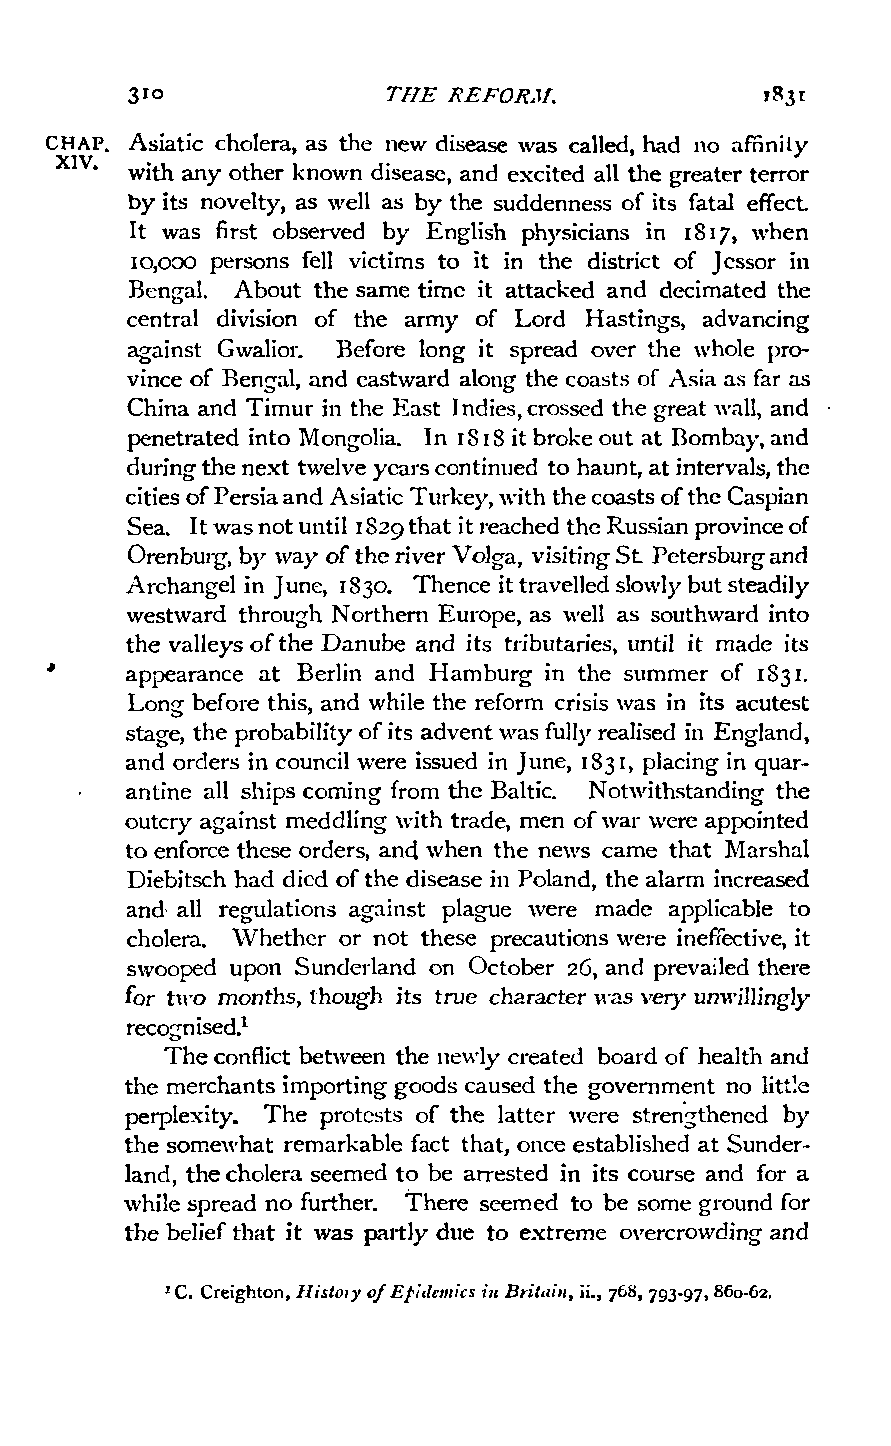 310 THE REFORM. 1831
CHAP. XIV.
Asiatic cholera, as the new disease was called, had no affinity
with any other known disease, and excited all the greater terror
by its novelty, as well as by the suddenness of its fatal effect.
It was first observed by English physicians in 1817, when
10,000 persons fell victims to it in the district of Jessor in
Bengal. About the same time it attacked and decimated the
central division of the army of Lord Hastings, advancing
against Gwalior. Before long it spread over the whole pro-
vince of Bengal, and eastward along the coasts of Asia as far as
China and Timur in the East Indies, crossed the great wall, and
penetrated into Mongolia. In 1818 it broke out at Bombay, and
during the next twelve years continued to haunt, at intervals, the
cities of Persia and Asiatic Turkey, with the coasts of the Caspian
Sea. It was not until 1829 that it reached the Russian province of
Orenburg, by way of the river Volga, visiting St. Petersburg and
Archangel in June, 1830. Thence it travelled slowly but steadily
westward through Northern Europe, as well as southward into
the valleys of the Danube and its tributaries, until it made its
appearance at Berlin and Hamburg in the summer of 1831.
Long before this, and while the reform crisis was in its acutest
stage, the probability of its advent was fully realised in England,
and orders in council were issued in June, 1831, placing in quar-
antine all ships coming from the Baltic. Notwithstanding the
outcry against meddling with trade, men of war were appointed
to enforce these orders, and when the news came that Marshal
Diebitsch had died of the disease in Poland, the alarm increased
and all regulations against plague were made applicable to
cholera. Whether or not these precautions were ineffective, it
swooped upon Sunderland on October 26, and prevailed there
for two months, though its true character was very unwillingly
recognised.¹
The conflict between the newly created board of health and
the merchants importing goods caused the government no little
perplexity. The protests of the latter were strengthened by
the somewhat remarkable fact that, once established at Sunder-
land, the cholera seemed to be arrested in its course and for a
while spread no further. There seemed to be some ground for
the belief that it was partly due to extreme overcrowding and
¹ C. Creighton, History of Epidemics in Britain, ii., 768, 793-97, 860-62.